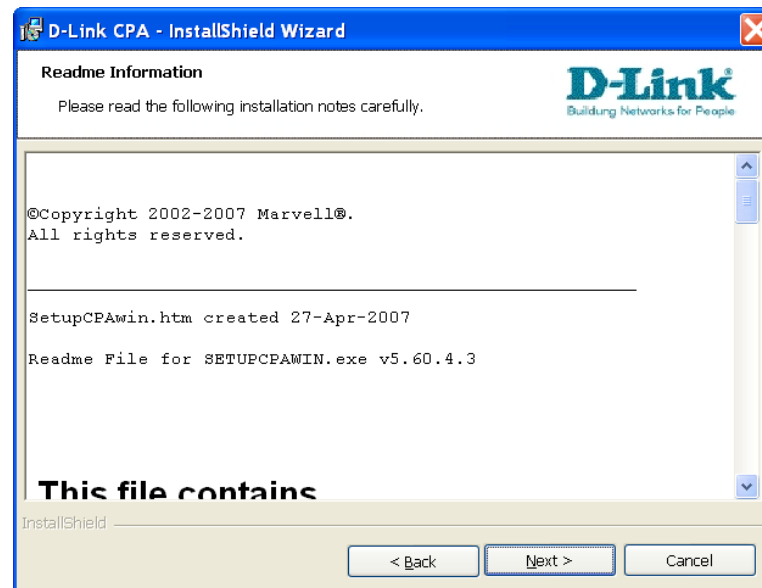 D-Link CPA - InstallShield Wizard
Readme Information
Please read the following installation notes carefully.
D-Link®
Building Networks for People
©Copyright 2002-2007 Marvell®.
All rights reserved.
SetupCPAwin.htm created 27-Apr-2007
Readme File for SETUPCPAWIN.exe v5.60.4.3
This file contains
InstallShield
< Back
Next >
Cancel